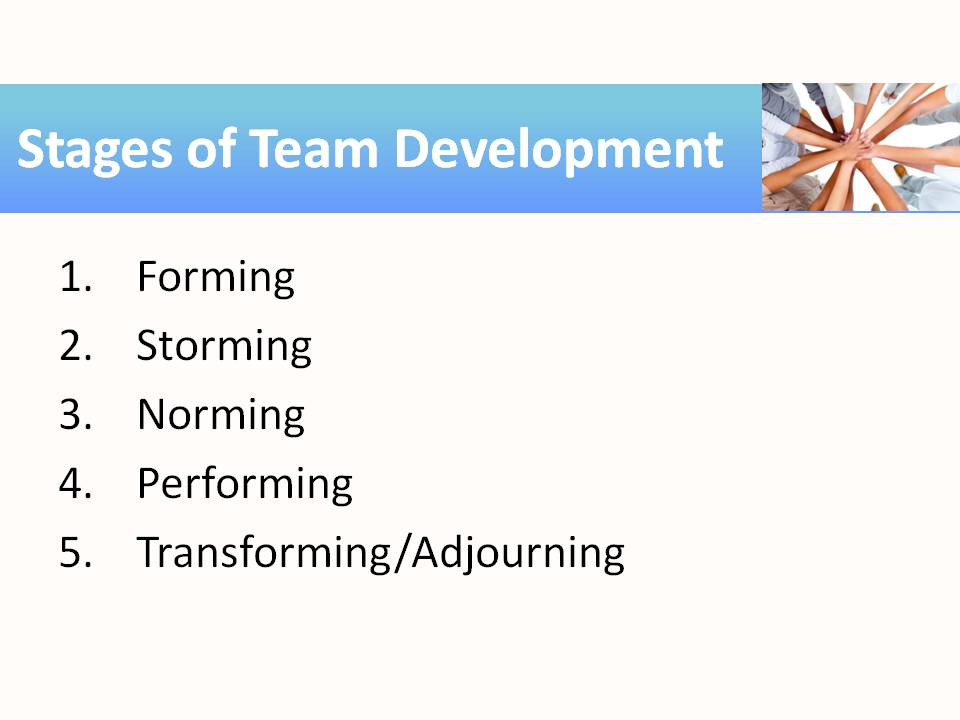 Stages of Team Development
1. Forming
2. Storming
3. Norming
4. Performing
5. Transforming/Adjourning